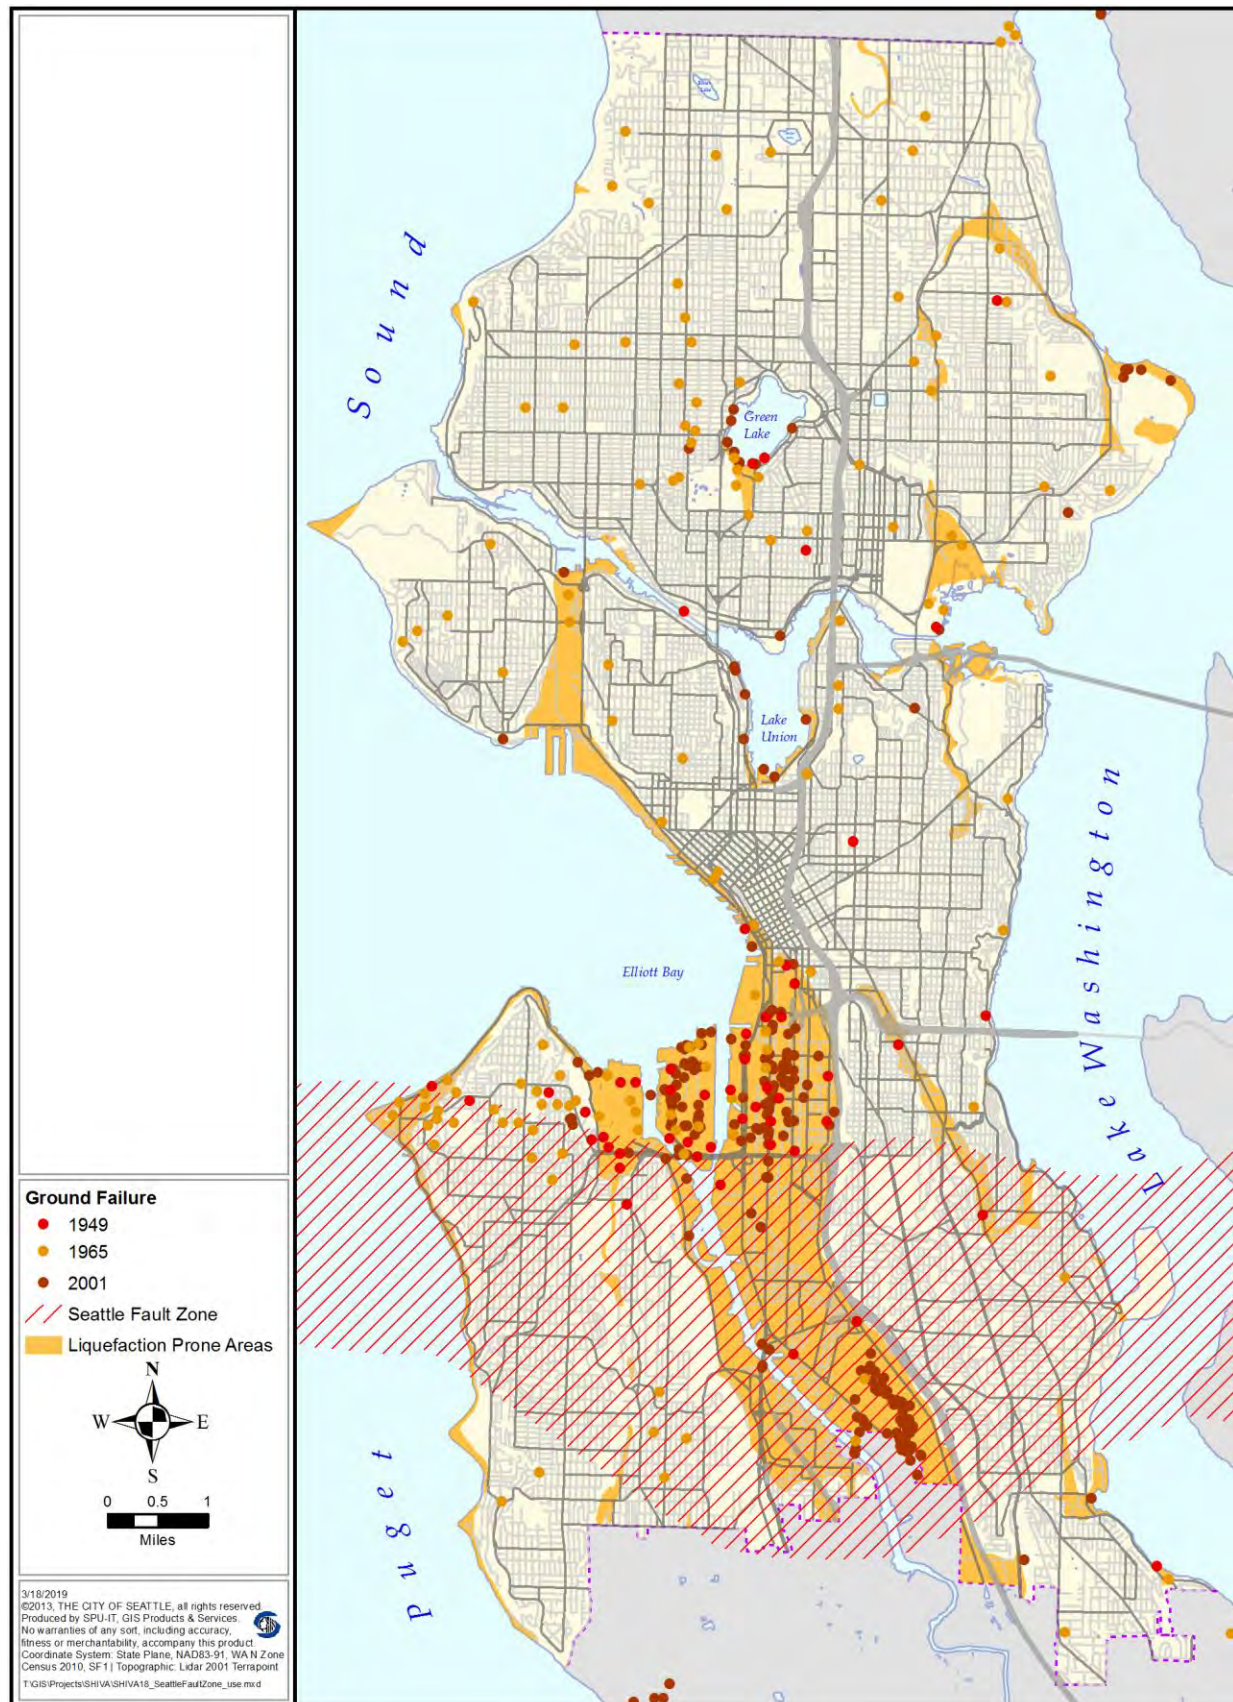 Sound
Green
Lake
Lake
Union
Elliott Bay
Lake Washington
Puget
Ground Failure
1949
1965
2001
Seattle Fault Zone
Liquefaction Prone Areas
N
W E
S
0 0.5 1
Miles
3/18/2019
©2013, THE CITY OF SEATTLE, all rights reserved.
Produced by SPU-IT, GIS Products & Services.
No warranties of any sort, including accuracy,
fitness or merchantability, accompany this product.
Coordinate System: State Plane, NAD83-91, WA N Zone
Census 2010, SF1 | Topographic: Lidar 2001 Terrapoint
T:\GIS\Projects\SHIVA\SHIVA18_SeattleFaultZone_use.mxd